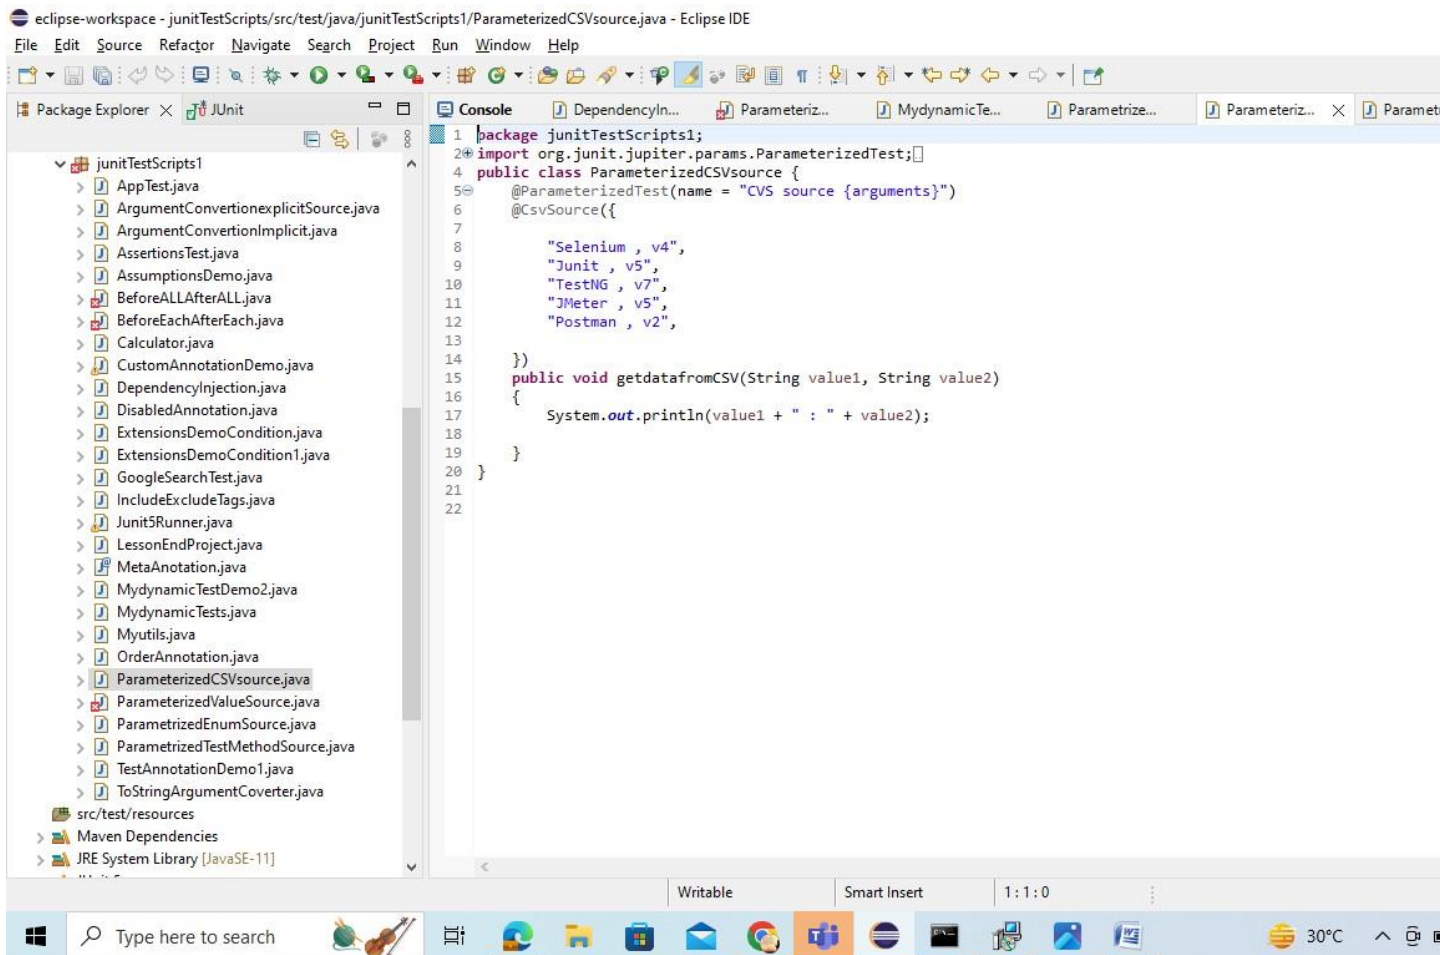 eclipse-workspace - junitTestScripts/src/test/java/junitTestScripts1/ParameterizedCSVsource.java - Eclipse IDE
File Edit Source Refactor Navigate Search Project Run Window Help
Package Explorer JUnit
Console DependencyIn... Parameteriz... MydynamicTe... Parametrize... Parameteriz... Paramet
junitTestScripts1
AppTest.java
ArgumentConvertionexplicitSource.java
ArgumentConvertionImplicit.java
AssertionsTest.java
AssumptionsDemo.java
BeforeALLAfterALL.java
BeforeEachAfterEach.java
Calculator.java
CustomAnnotationDemo.java
DependencyInjection.java
DisabledAnnotation.java
ExtensionsDemoCondition.java
ExtensionsDemoCondition1.java
GoogleSearchTest.java
IncludeExcludeTags.java
Junit5Runner.java
LessonEndProject.java
MetaAnotation.java
MydynamicTestDemo2.java
MydynamicTests.java
Myutils.java
OrderAnnotation.java
ParameterizedCSVsource.java
ParameterizedValueSource.java
ParametrizedEnumSource.java
ParametrizedTestMethodSource.java
TestAnnotationDemo1.java
ToStringArgumentCoverter.java
src/test/resources
Maven Dependencies
JRE System Library [JavaSE-11]
1 package junitTestScripts1;
2 import org.junit.jupiter.params.ParameterizedTest;
4 public class ParameterizedCSVsource {
5 @ParameterizedTest(name = "CVS source {arguments}")
6 @CsvSource({
7
8 "Selenium , v4",
9 "Junit , v5",
10 "TestNG , v7",
11 "JMeter , v5",
12 "Postman , v2",
13
14 })
15 public void getdatafromCSV(String value1, String value2)
16 {
17 System.out.println(value1 + " : " + value2);
18
19 }
20 }
21
22
Writable Smart Insert 1 : 1 : 0
Type here to search 30°C